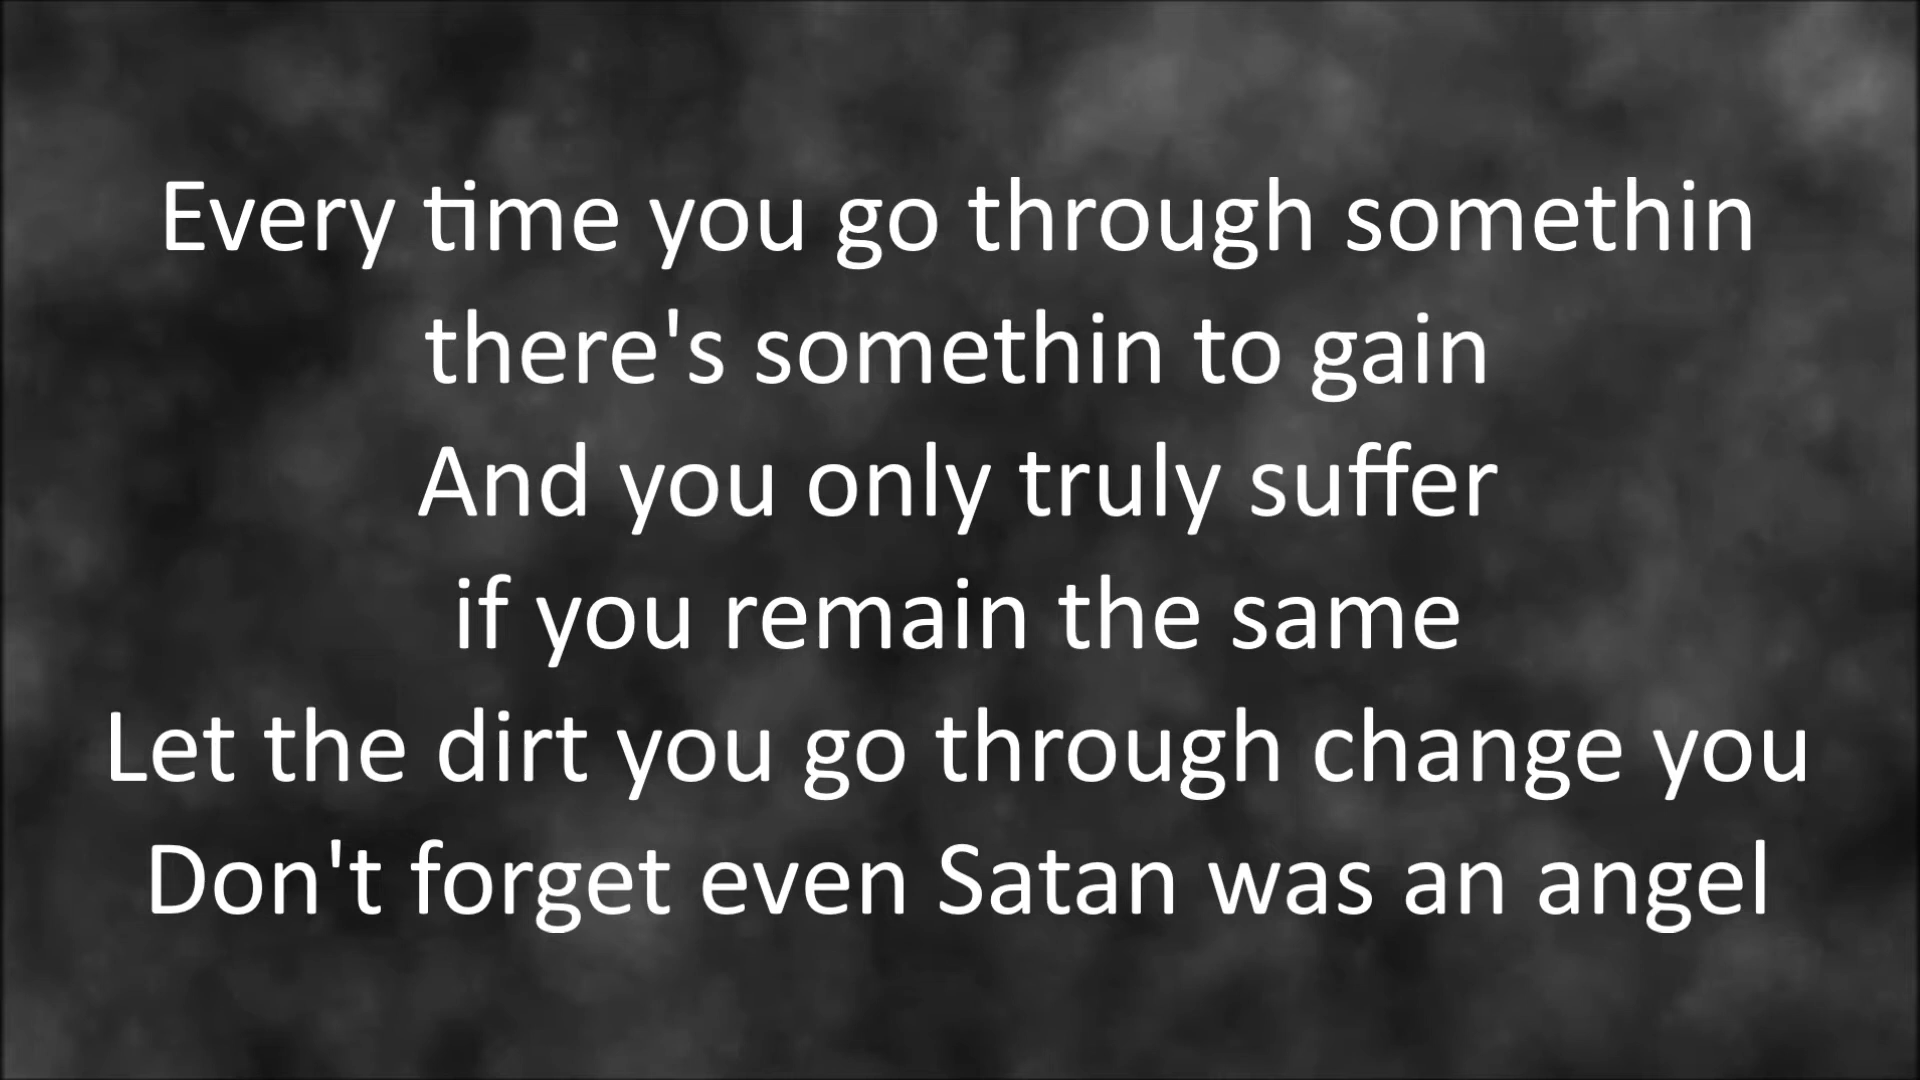 Every time you go through somethin
there's somethin to gain
And you only truly suffer
if you remain the same
Let the dirt you go through change you
Don't forget even Satan was an angel